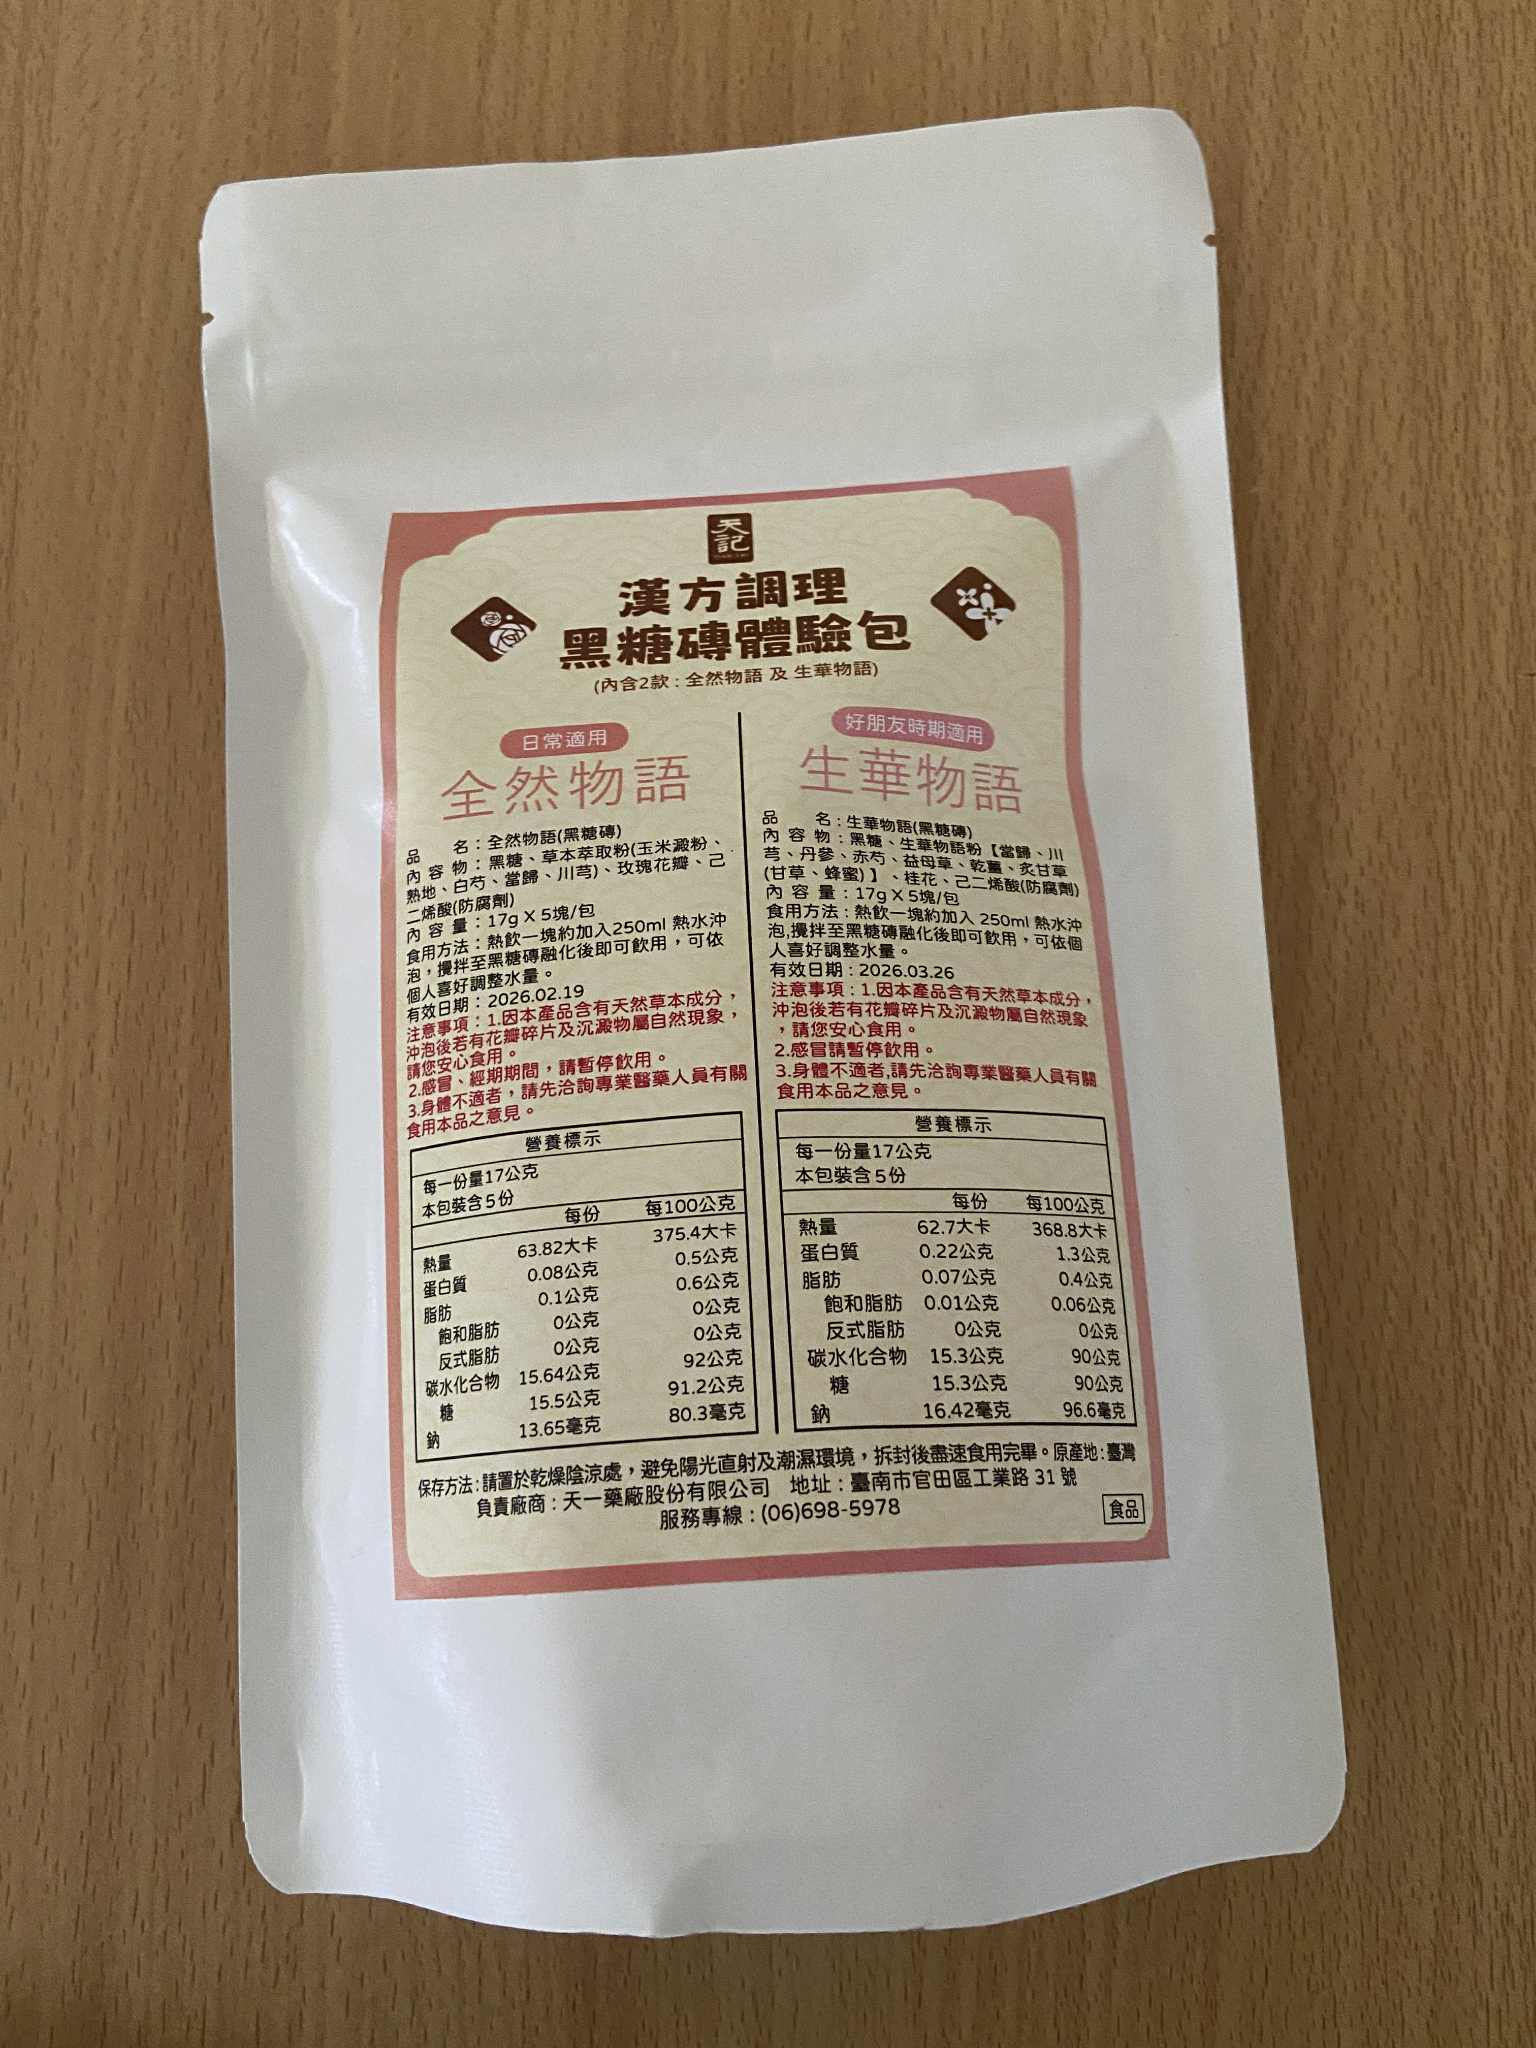 天記
漢方調理
黑糖磚體驗包
(內含2款：全然物語 及 生華物語)
日常適用
全然物語
品　　名：全然物語(黑糖磚)
內 容 物：黑糖、草本萃取粉(玉米澱粉、
熟地、白芍、當歸、川芎)、玫瑰花瓣、己
二烯酸(防腐劑)
內 容 量：17g X 5塊/包
食用方法：熱飲一塊約加入250ml 熱水沖
泡，攪拌至黑糖磚融化後即可飲用，可依
個人喜好調整水量。
有效日期：2026.02.19
注意事項：1.因本產品含有天然草本成分，
沖泡後若有花瓣碎片及沉澱物屬自然現象，
請您安心食用。
2.感冒、經期期間，請暫停飲用。
3.身體不適者，請先洽詢專業醫藥人員有關
食用本品之意見。
營養標示
每一份量17公克
本包裝含5份
每份 每100公克
熱量 63.82大卡 375.4大卡
蛋白質 0.08公克 0.5公克
脂肪 0.1公克 0.6公克
飽和脂肪 0公克 0公克
反式脂肪 0公克 0公克
碳水化合物 15.64公克 92公克
糖 15.5公克 91.2公克
鈉 13.65毫克 80.3毫克
好朋友時期適用
生華物語
品　　名：生華物語(黑糖磚)
內 容 物：黑糖、生華物語粉【當歸、川
芎、丹參、赤芍、益母草、乾薑、炙甘草
(甘草、蜂蜜)】、桂花、己二烯酸(防腐劑)
內 容 量：17g X 5塊/包
食用方法：熱飲一塊約加入 250ml 熱水沖
泡,攪拌至黑糖磚融化後即可飲用，可依個
人喜好調整水量。
有效日期：2026.03.26
注意事項：1.因本產品含有天然草本成分，
沖泡後若有花瓣碎片及沉澱物屬自然現象
，請您安心食用。
2.感冒請暫停飲用。
3.身體不適者,請先洽詢專業醫藥人員有關
食用本品之意見。
營養標示
每一份量17公克
本包裝含5份
每份 每100公克
熱量 62.7大卡 368.8大卡
蛋白質 0.22公克 1.3公克
脂肪 0.07公克 0.4公克
飽和脂肪 0.01公克 0.06公克
反式脂肪 0公克 0公克
碳水化合物 15.3公克 90公克
糖 15.3公克 90公克
鈉 16.42毫克 96.6毫克
保存方法：請置於乾燥陰涼處，避免陽光直射及潮濕環境，拆封後盡速食用完畢。原產地：臺灣
負責廠商：天一藥廠股份有限公司 地址：臺南市官田區工業路 31 號
服務專線：(06)698-5978
食品